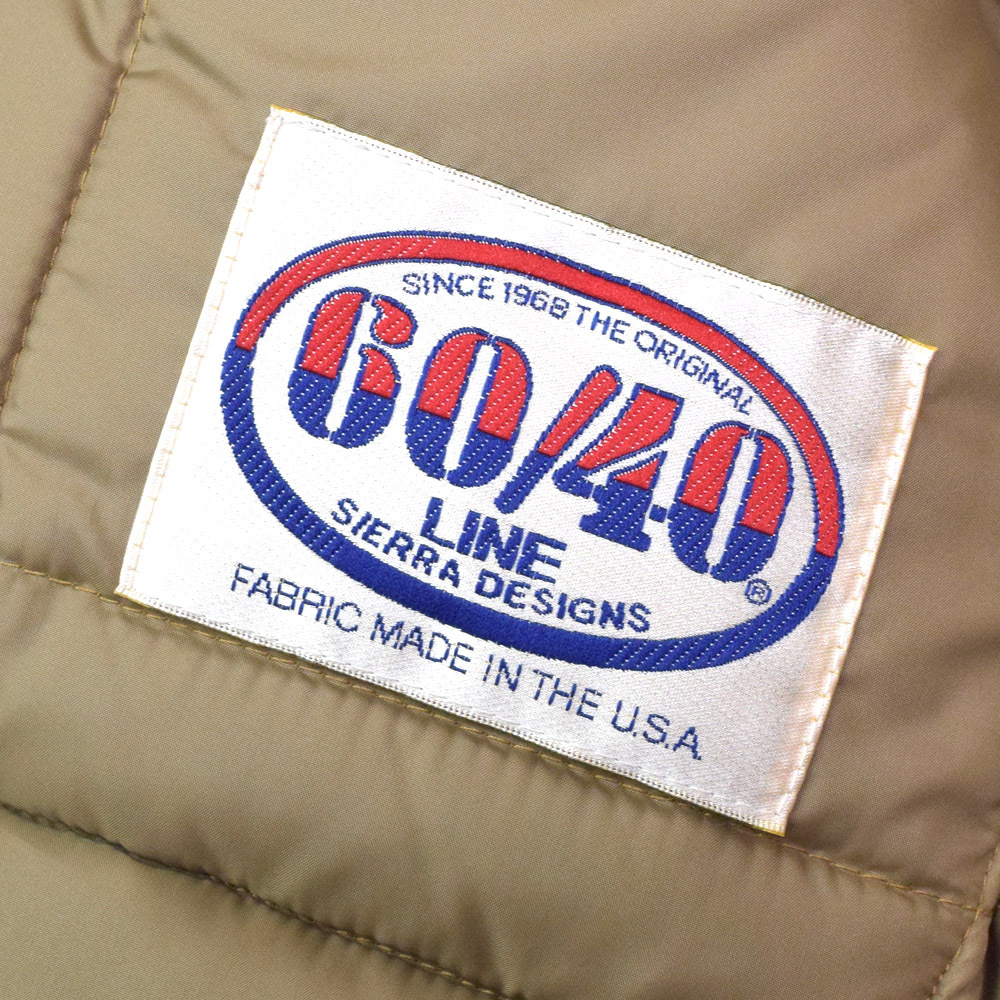 SINCE 1968 THE ORIGINAL
60/40
LINE
SIERRA DESIGNS
®
FABRIC MADE IN THE U.S.A.